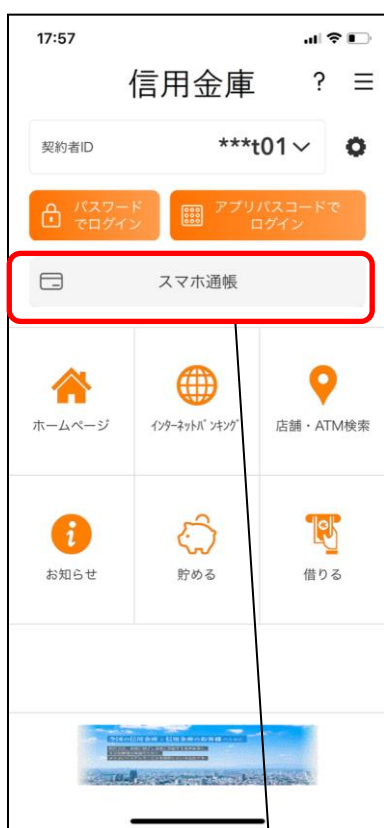 17:57
信用金庫 ?
契約者ID ***t01
パスワード
でログイン
アプリパスコードで
ログイン
スマホ通帳
ホームページ
インターネットバンキング
店舗・ATM検索
お知らせ
貯める
借りる